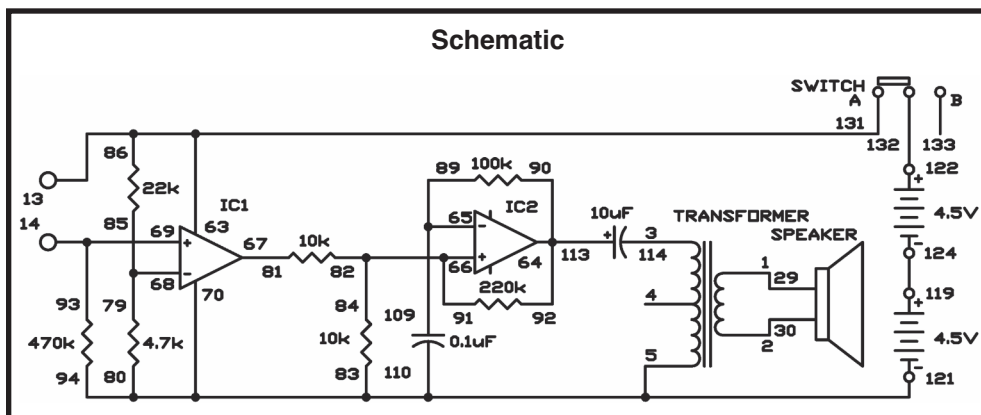 Schematic
SWITCH
A B
131 132 133
86
13
22k
14
85
IC1
69 63
+
67
-
68
70
10k
81 82
93
79
470k
4.7k
94
80
84
10k
83
89 100k 90
65
-
IC2
+
66
64
91 220k 92
109
0.1uF
110
10uF
+
113
3
114
4
5
TRANSFORMER
SPEAKER
1
29
30
2
122
+
4.5V
-
124
119
+
4.5V
-
121